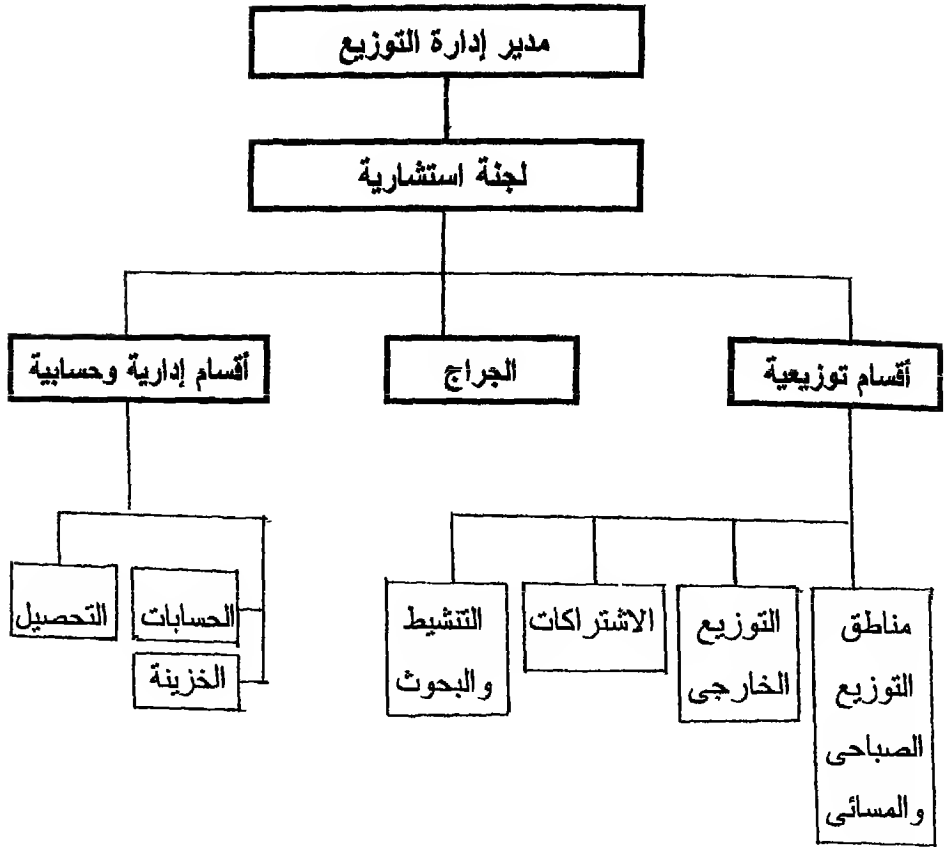 مدير إدارة التوزيع
لجنة استشارية
أقسام توزيعية
الجراج
أقسام إدارية وحسابية
مناطق
التوزيع
الصباحى
والمسائى
التوزيع
الخارجى
الاشتراكات
التنشيط
والبحوث
الحسابات
الخزينة
التحصيل